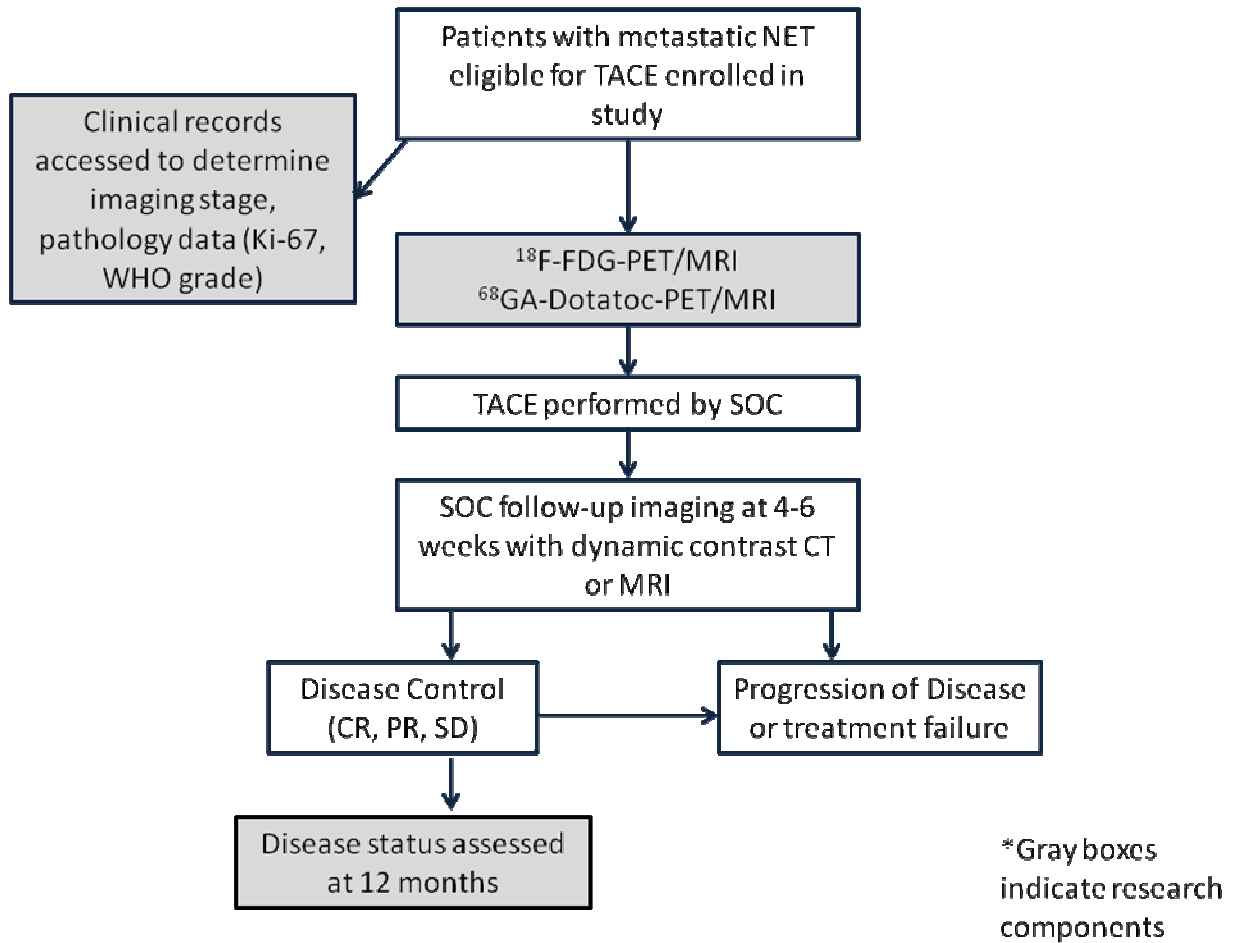 Patients with metastatic NET
eligible for TACE enrolled in
study
Clinical records
accessed to determine
imaging stage,
pathology data (Ki-67,
WHO grade)
¹⁸F-FDG-PET/MRI
⁶⁸GA-Dotatoc-PET/MRI
TACE performed by SOC
SOC follow-up imaging at 4-6
weeks with dynamic contrast CT
or MRI
Disease Control
(CR, PR, SD)
Progression of Disease
or treatment failure
Disease status assessed
at 12 months
*Gray boxes
indicate research
components